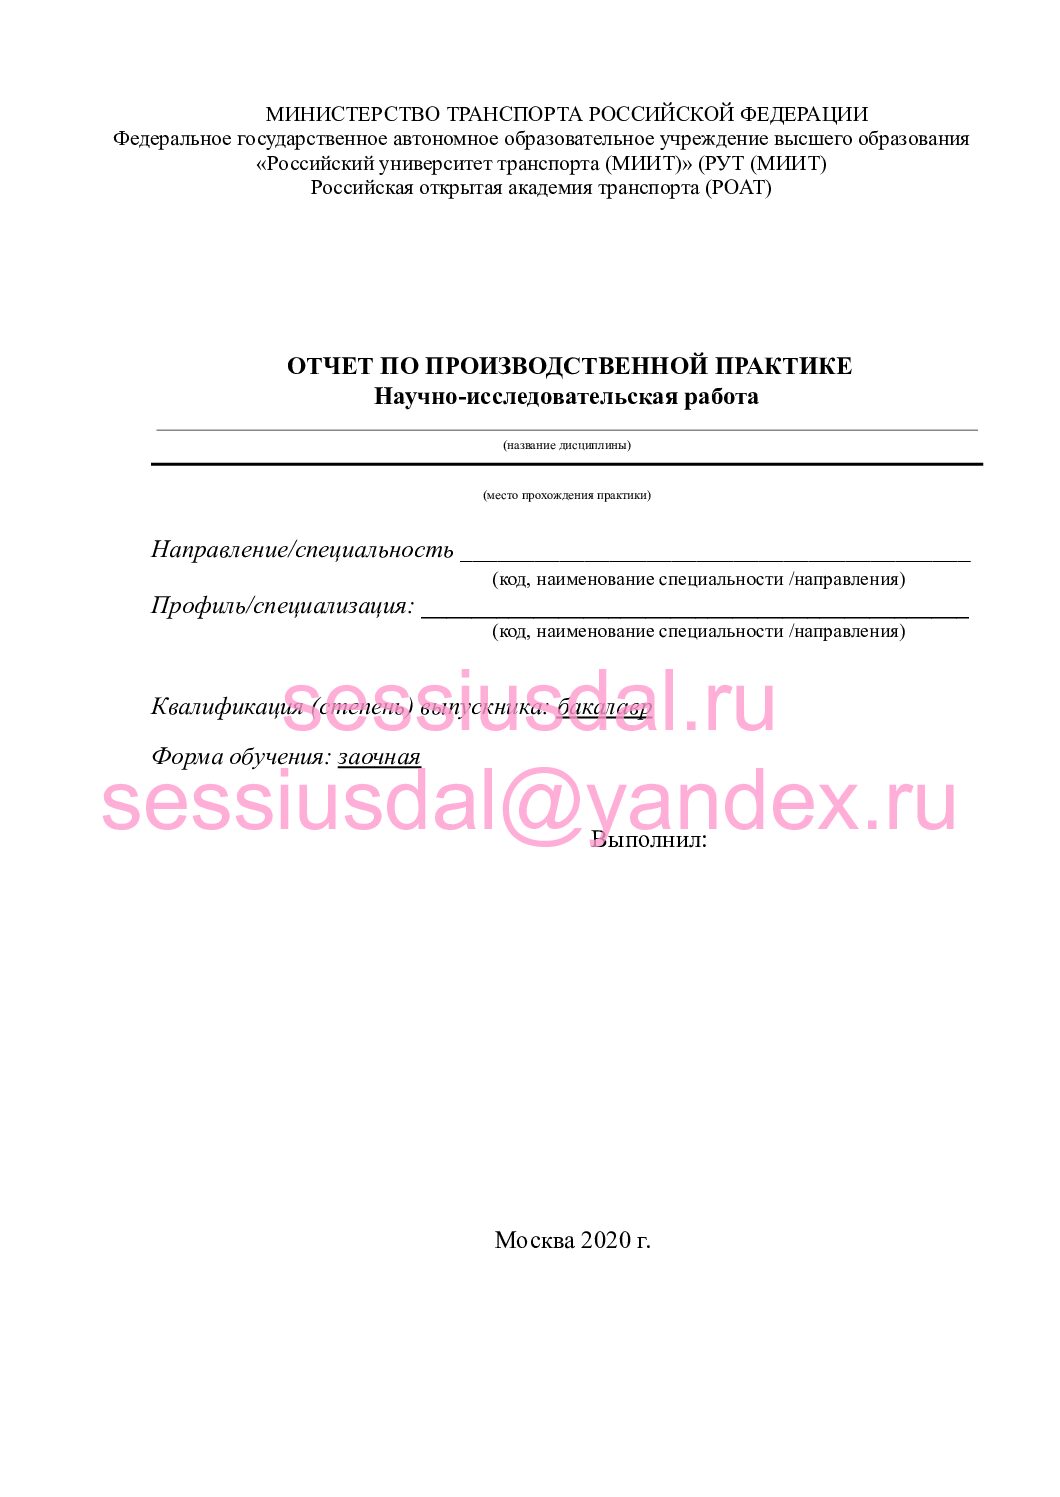 МИНИСТЕРСТВО ТРАНСПОРТА РОССИЙСКОЙ ФЕДЕРАЦИИ
Федеральное государственное автономное образовательное учреждение высшего образования
«Российский университет транспорта (МИИТ)» (РУТ (МИИТ)
Российская открытая академия транспорта (РОАТ)
ОТЧЕТ ПО ПРОИЗВОДСТВЕННОЙ ПРАКТИКЕ
Научно-исследовательская работа
(название дисциплины)
(место прохождения практики)
Направление/специальность
(код, наименование специальности /направления)
Профиль/специализация:
(код, наименование специальности /направления)
sessiusdal.ru
Квалификация (степень) выпускника: бакалавр
Форма обучения: заочная
sessiusdal@yandex.ru
Выполнил:
Москва 2020 г.